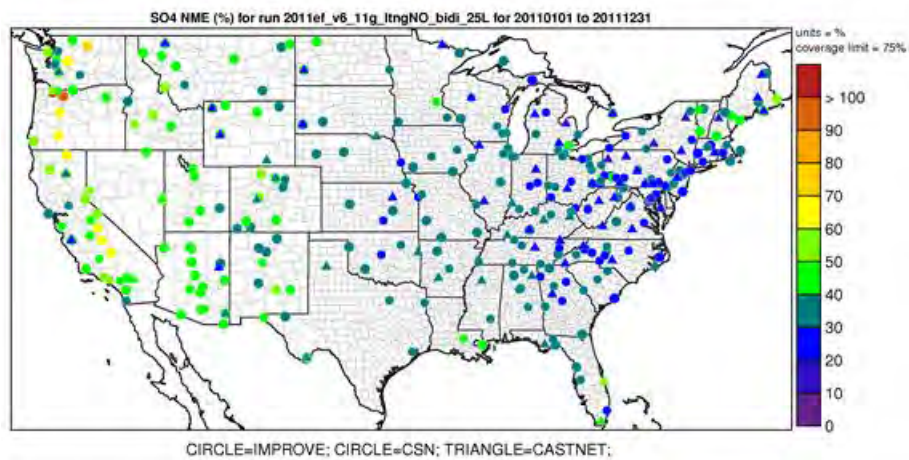 SO4 NME (%) for run 2011ef_v6_11g_ltngNO_bidi_25L for 20110101 to 20111231
units = %
coverage limit = 75%
> 100
90
80
70
60
50
40
30
20
10
0
CIRCLE=IMPROVE; CIRCLE=CSN; TRIANGLE=CASTNET;